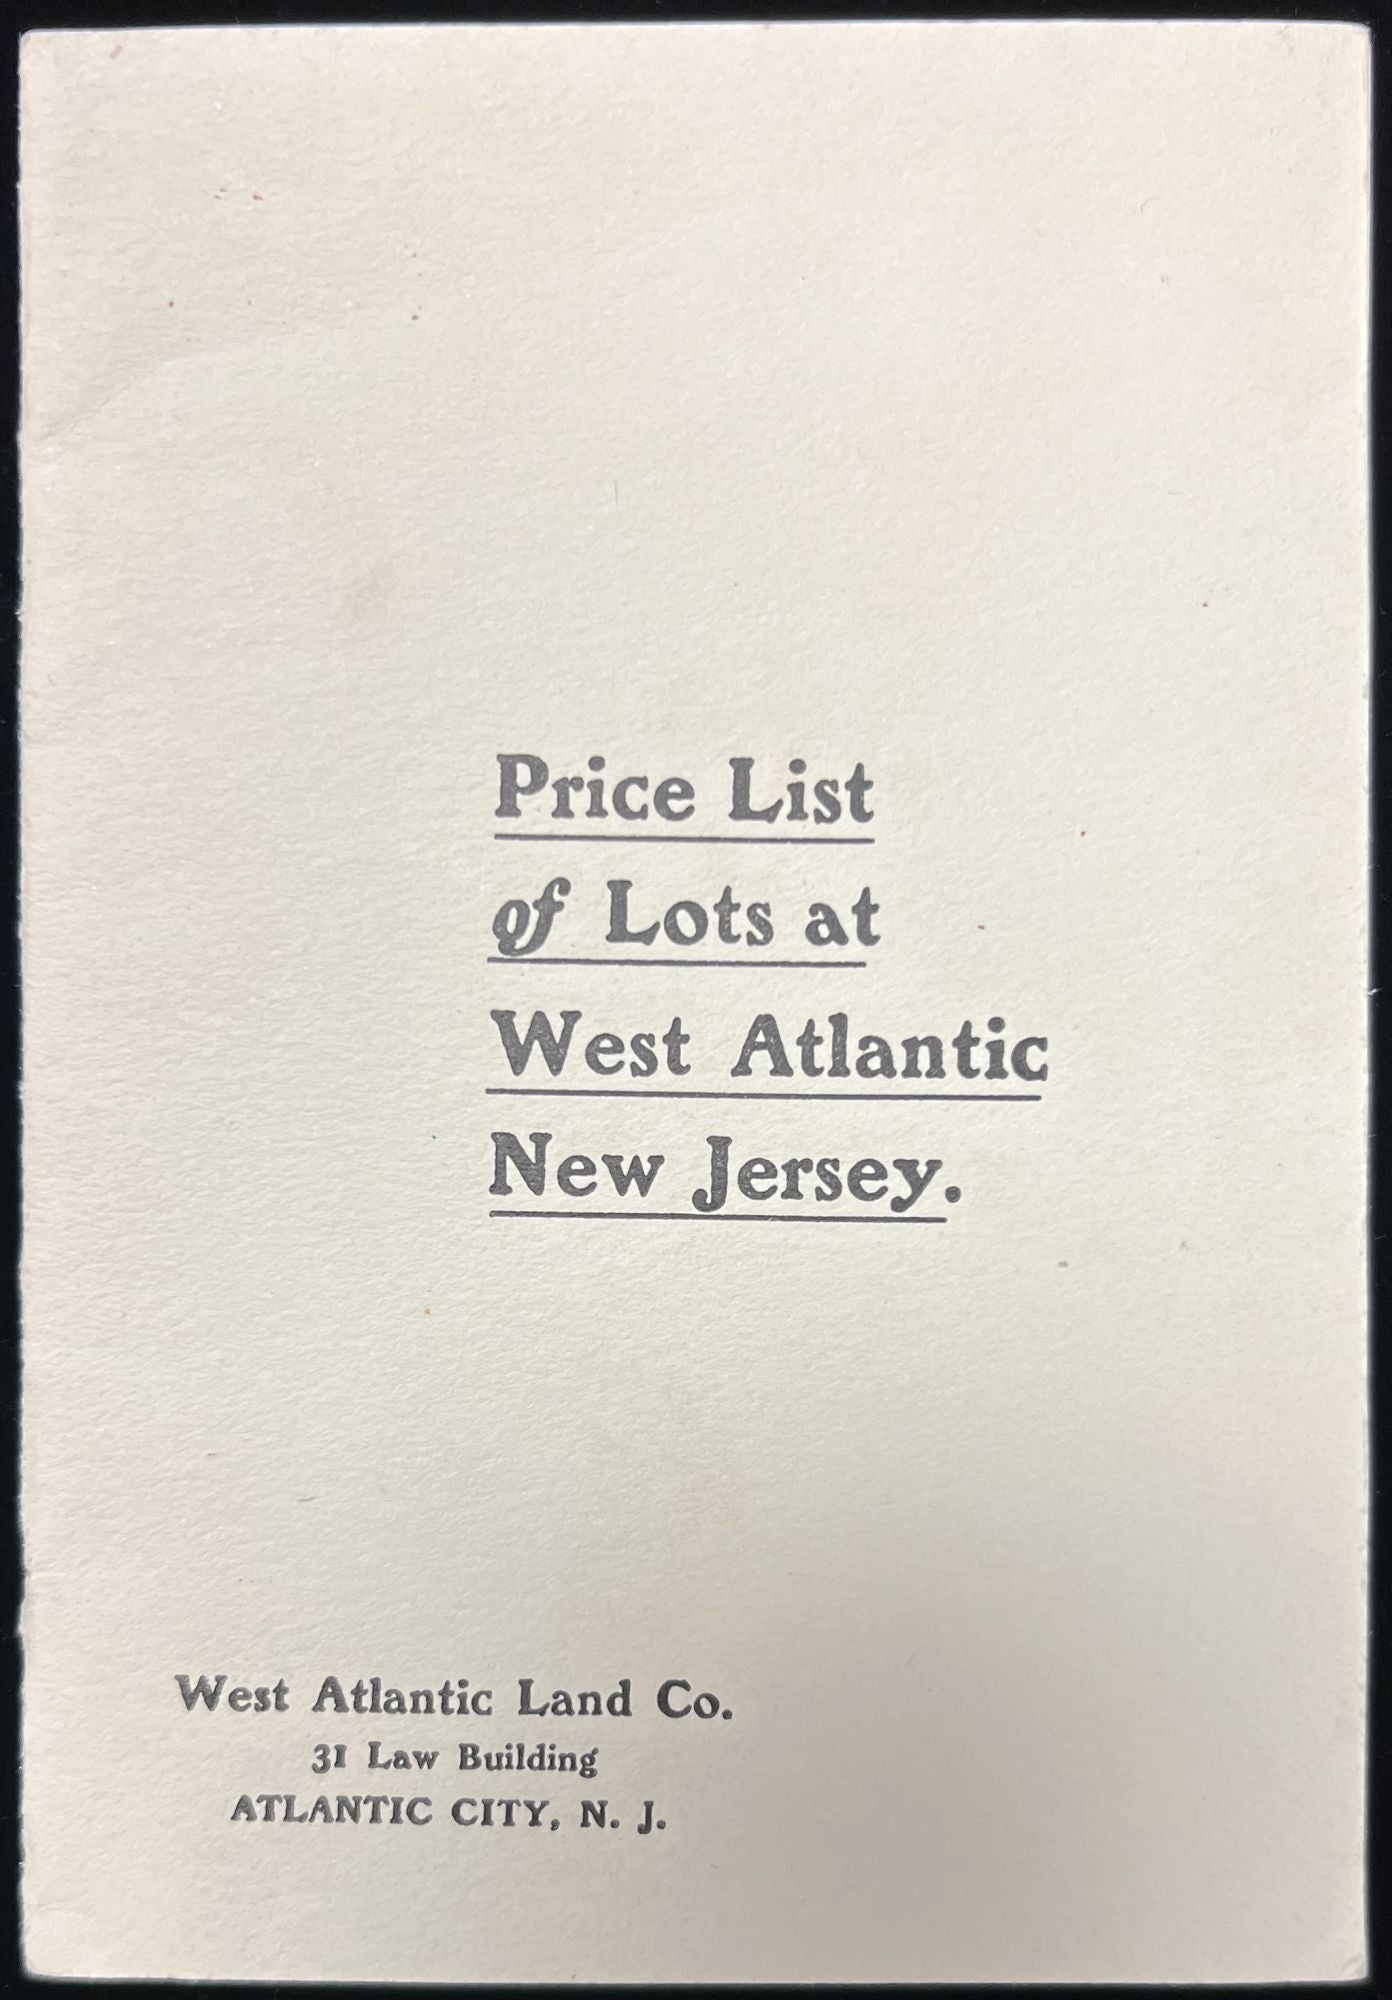 Price List
of Lots at
West Atlantic
New Jersey.
West Atlantic Land Co.
31 Law Building
ATLANTIC CITY, N. J.